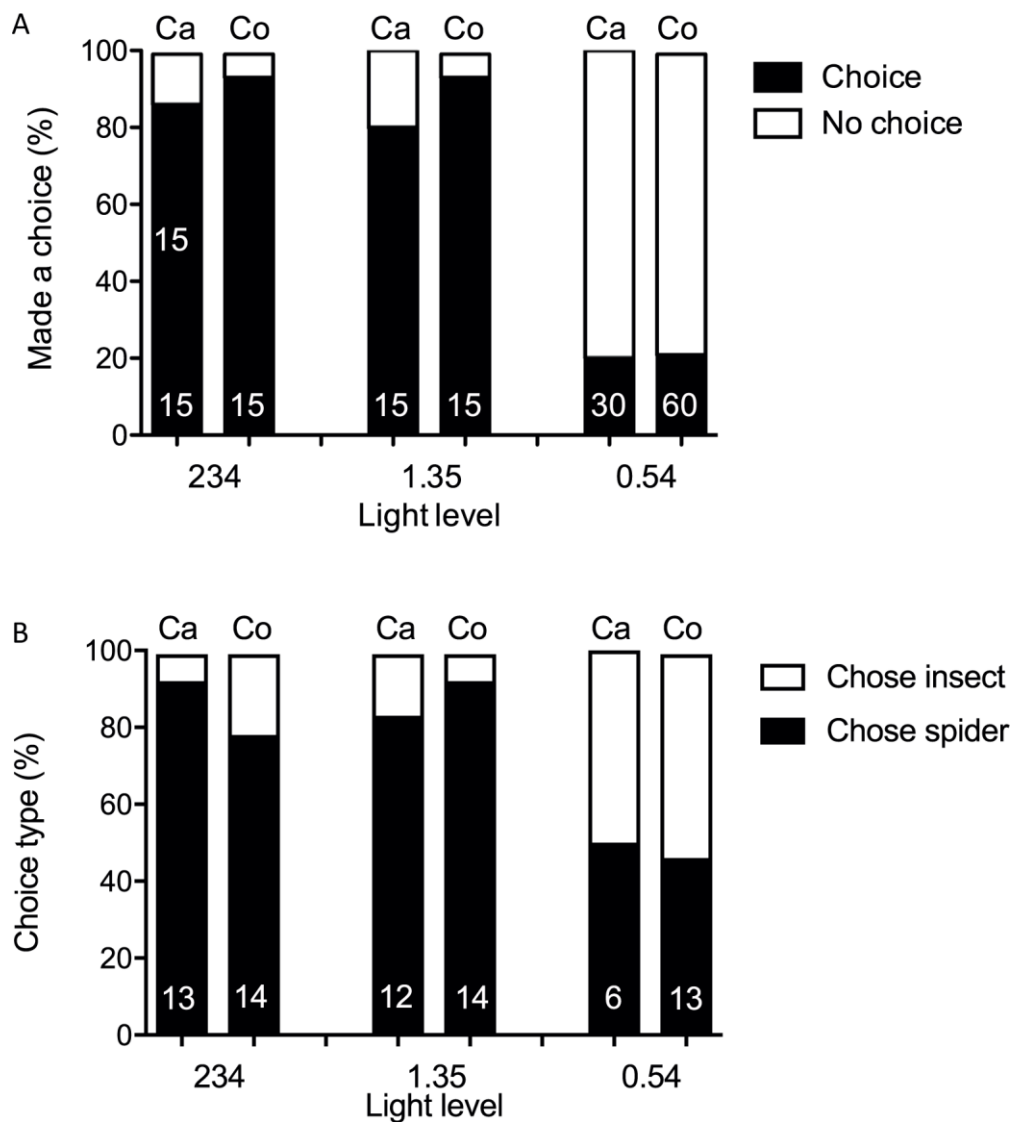 A
Ca Co Ca Co Ca Co
100
80
60
40
20
0
Made a choice (%)
15
15 15 15 15 30 60
234 1.35 0.54
Light level
Choice
No choice
B
Ca Co Ca Co Ca Co
100
80
60
40
20
0
Choice type (%)
13 14 12 14 6 13
234 1.35 0.54
Light level
Chose insect
Chose spider